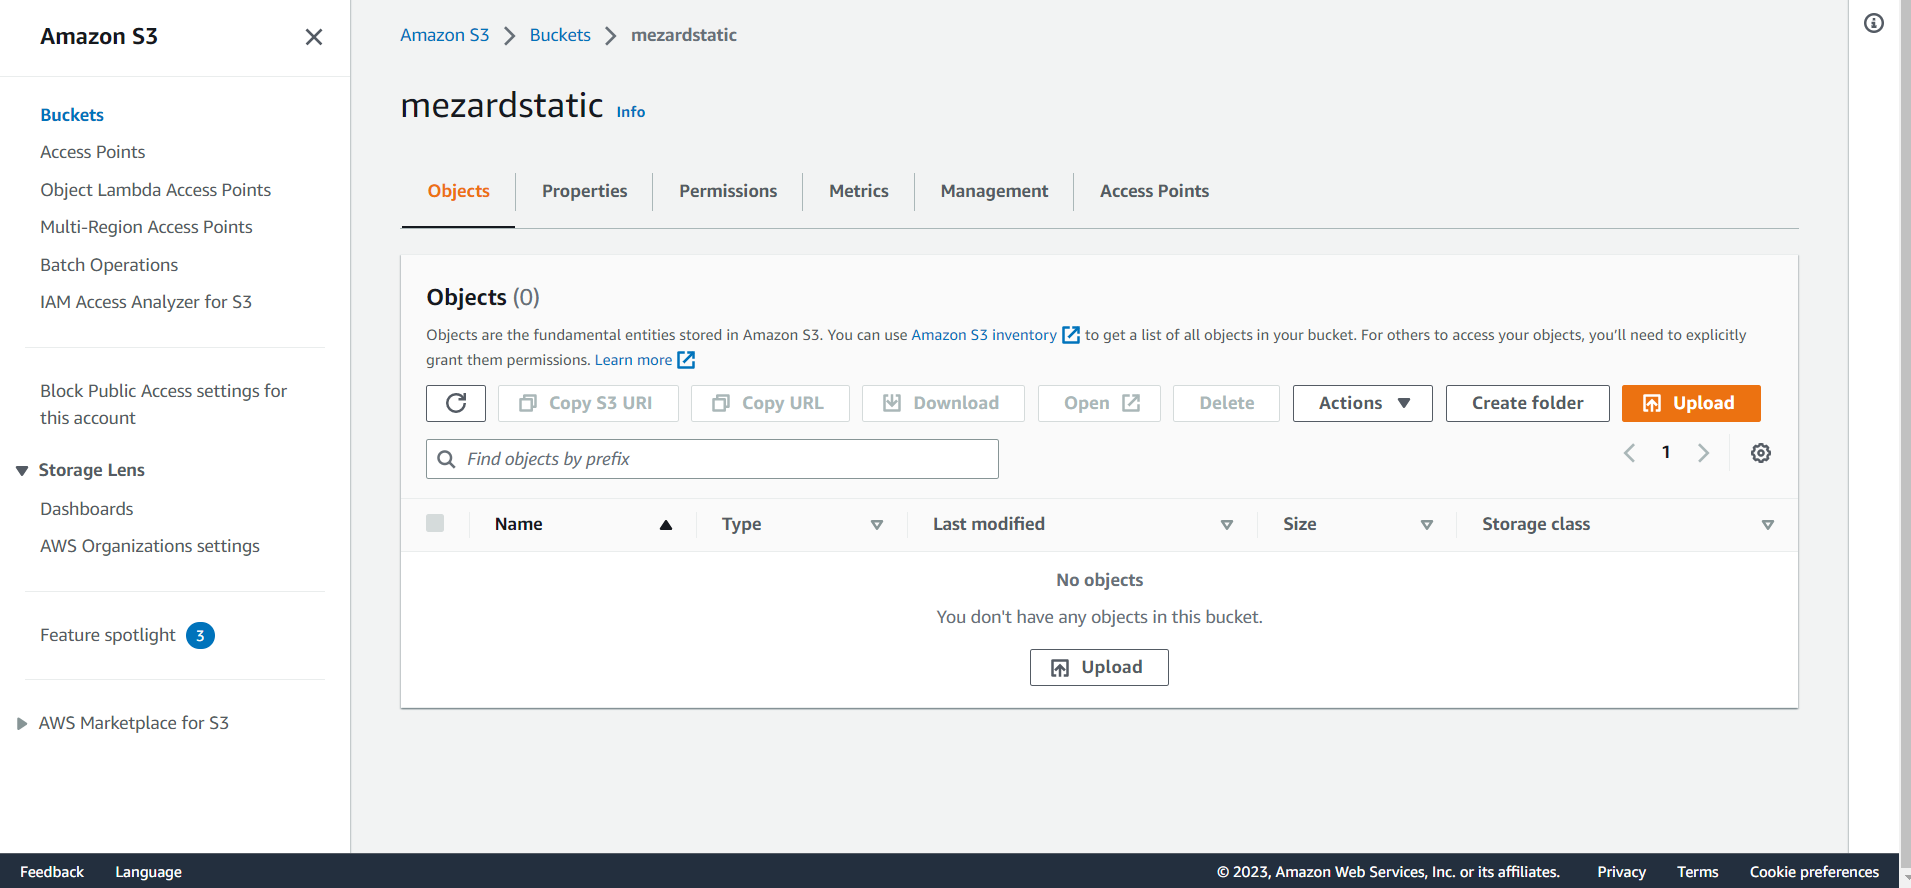 Amazon S3
Buckets
Access Points
Object Lambda Access Points
Multi-Region Access Points
Batch Operations
IAM Access Analyzer for S3
Block Public Access settings for
this account
Storage Lens
Dashboards
AWS Organizations settings
Feature spotlight 3
AWS Marketplace for S3
Amazon S3 Buckets mezardstatic
mezardstatic Info
Objects Properties Permissions Metrics Management Access Points
Objects (0)
Objects are the fundamental entities stored in Amazon S3. You can use Amazon S3 inventory to get a list of all objects in your bucket. For others to access your objects, you’ll need to explicitly
grant them permissions. Learn more
Copy S3 URI Copy URL Download Open Delete Actions Create folder Upload
Find objects by prefix 1
Name Type Last modified Size Storage class
No objects
You don't have any objects in this bucket.
Upload
Feedback Language © 2023, Amazon Web Services, Inc. or its affiliates. Privacy Terms Cookie preferences